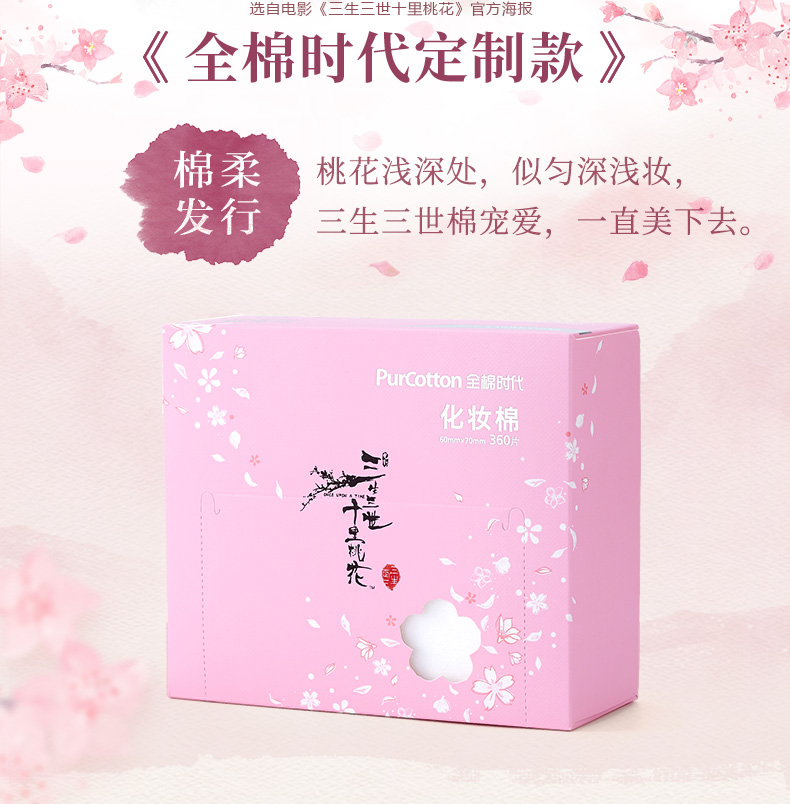 选自电影《三生三世十里桃花》官方海报
《全棉时代定制款》
棉柔
发行
桃花浅深处，似匀深浅妆，
三生三世棉宠爱，一直美下去。
PurCotton 全棉时代
化妆棉
60mm×70mm 360片
三生三世
ONCE UPON A TIME
十里桃花